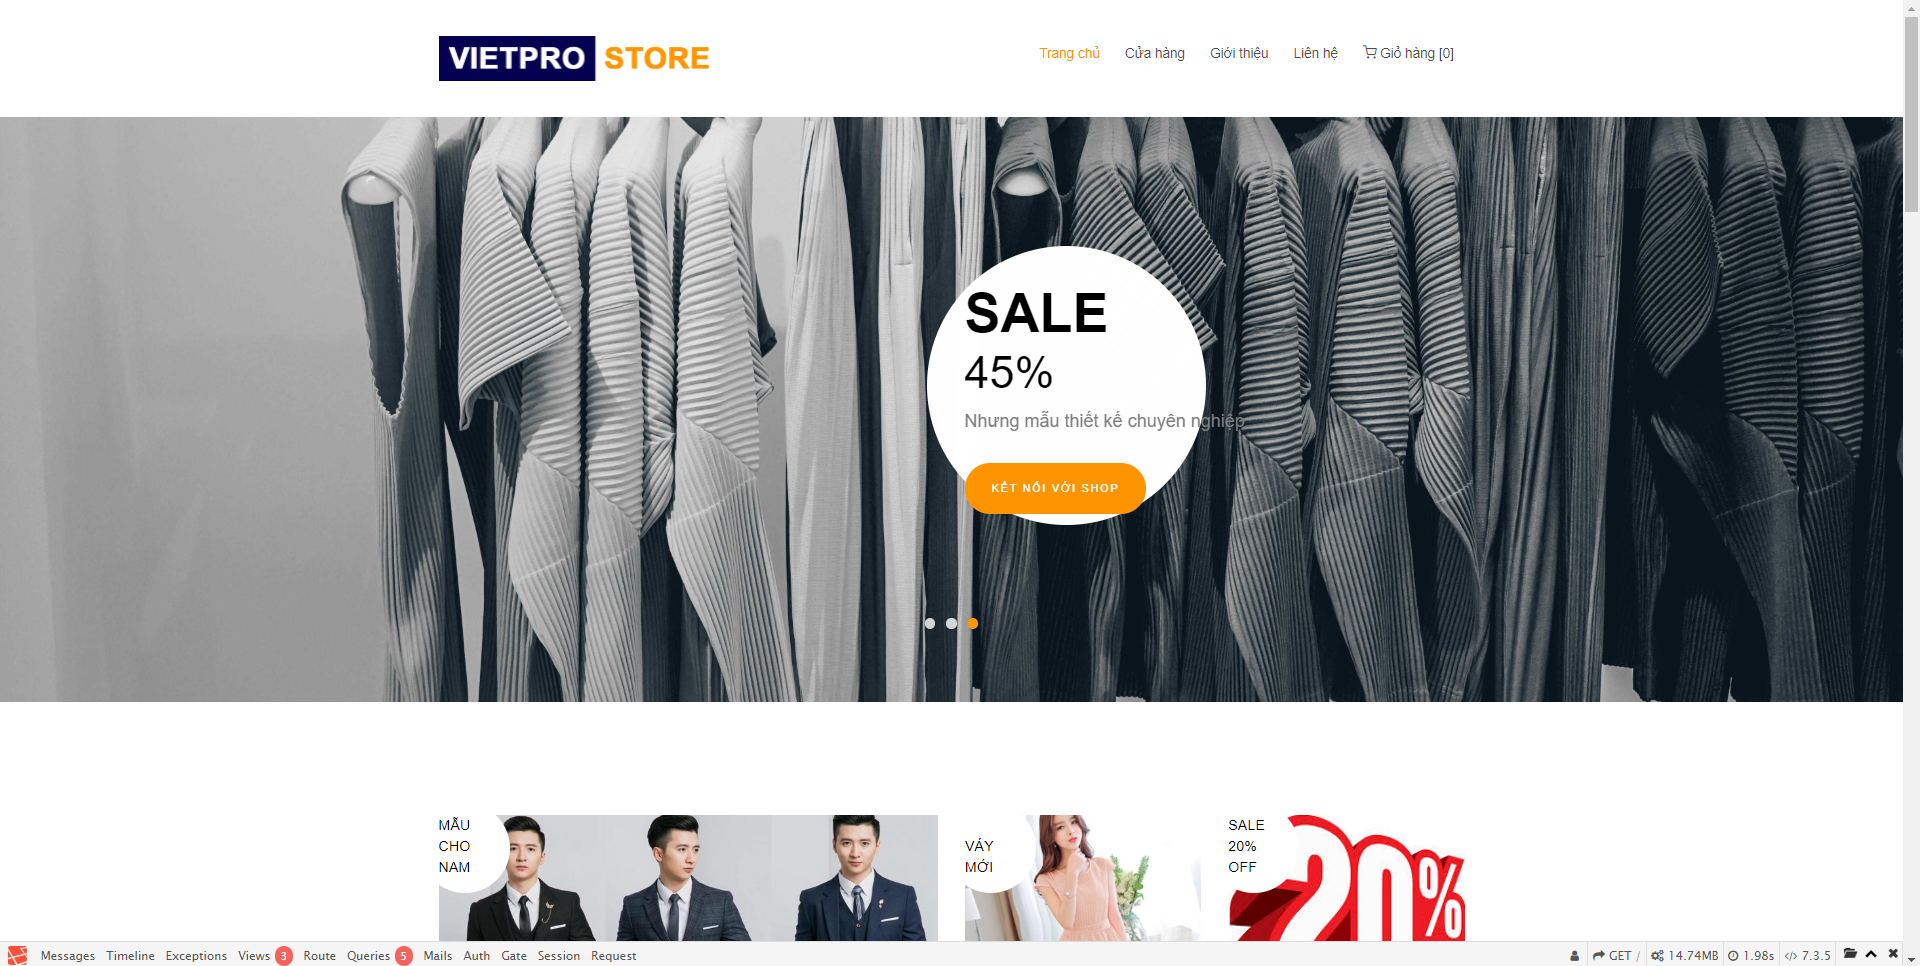 VIETPRO STORE
Trang chủ Cửa hàng Giới thiệu Liên hệ Giỏ hàng [0]
SALE
45%
Nhưng mẫu thiết kế chuyên nghiệp
KẾT NỐI VỚI SHOP
MẪU
CHO
NAM
VÁY
MỚI
SALE
20%
OFF
20%
Messages Timeline Exceptions Views 3 Route Queries 5 Mails Auth Gate Session Request GET / 14.74MB 1.98s 7.3.5